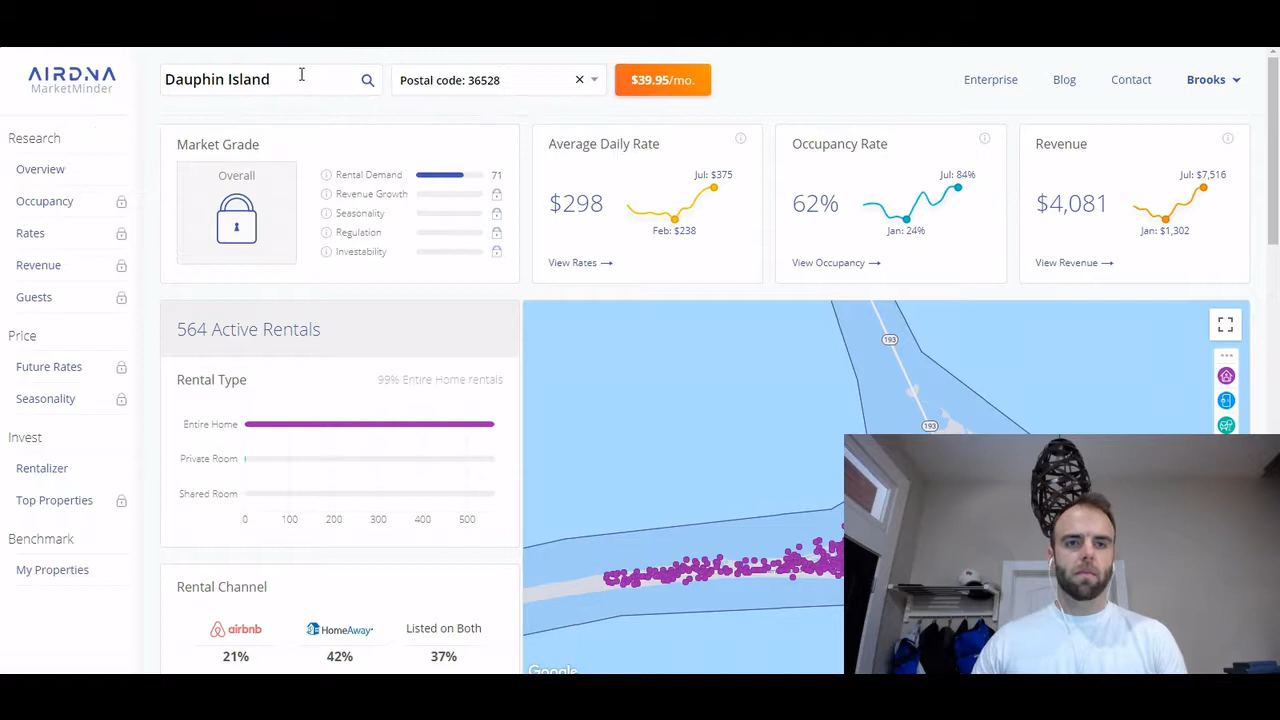 AIRDNA
MarketMinder
Dauphin Island
Postal code: 36528
$39.95/mo.
Enterprise
Blog
Contact
Brooks
Research
Overview
Occupancy
Rates
Revenue
Guests
Price
Future Rates
Seasonality
Invest
Rentalizer
Top Properties
Benchmark
My Properties
Market Grade
Overall
Rental Demand 71
Revenue Growth
Seasonality
Regulation
Investability
Average Daily Rate
Jul: $375
$298
Feb: $238
View Rates
Occupancy Rate
Jul: 84%
62%
Jan: 24%
View Occupancy
Revenue
Jul: $7,516
$4,081
Jan: $1,302
View Revenue
564 Active Rentals
Rental Type 99% Entire Home rentals
Entire Home
Private Room
Shared Room
0 100 200 300 400 500
Rental Channel
airbnb HomeAway Listed on Both
21% 42% 37%
193
193
Google